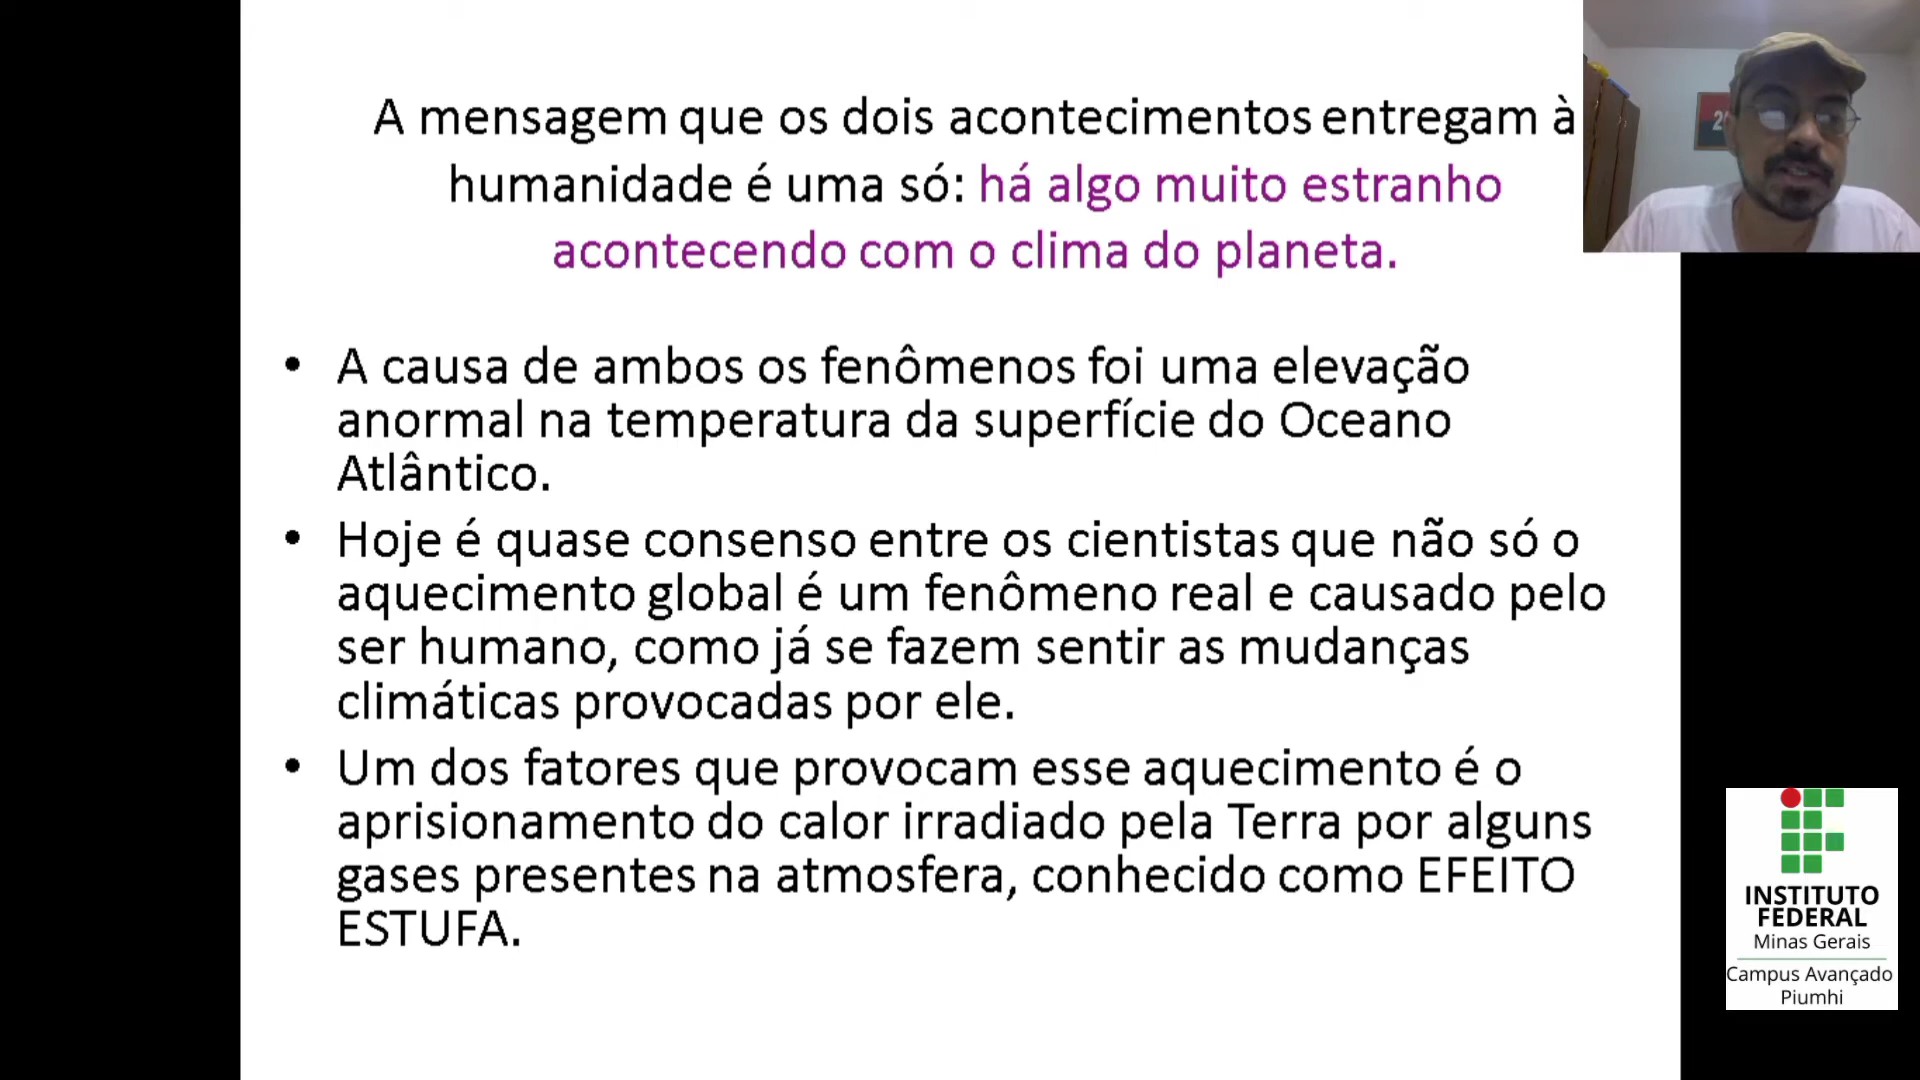 A mensagem que os dois acontecimentos entregam à
humanidade é uma só: há algo muito estranho
acontecendo com o clima do planeta.
• A causa de ambos os fenômenos foi uma elevação
anormal na temperatura da superfície do Oceano
Atlântico.
• Hoje é quase consenso entre os cientistas que não só o
aquecimento global é um fenômeno real e causado pelo
ser humano, como já se fazem sentir as mudanças
climáticas provocadas por ele.
• Um dos fatores que provocam esse aquecimento é o
aprisionamento do calor irradiado pela Terra por alguns
gases presentes na atmosfera, conhecido como EFEITO
ESTUFA.
INSTITUTO
FEDERAL
Minas Gerais
Campus Avançado
Piumhi